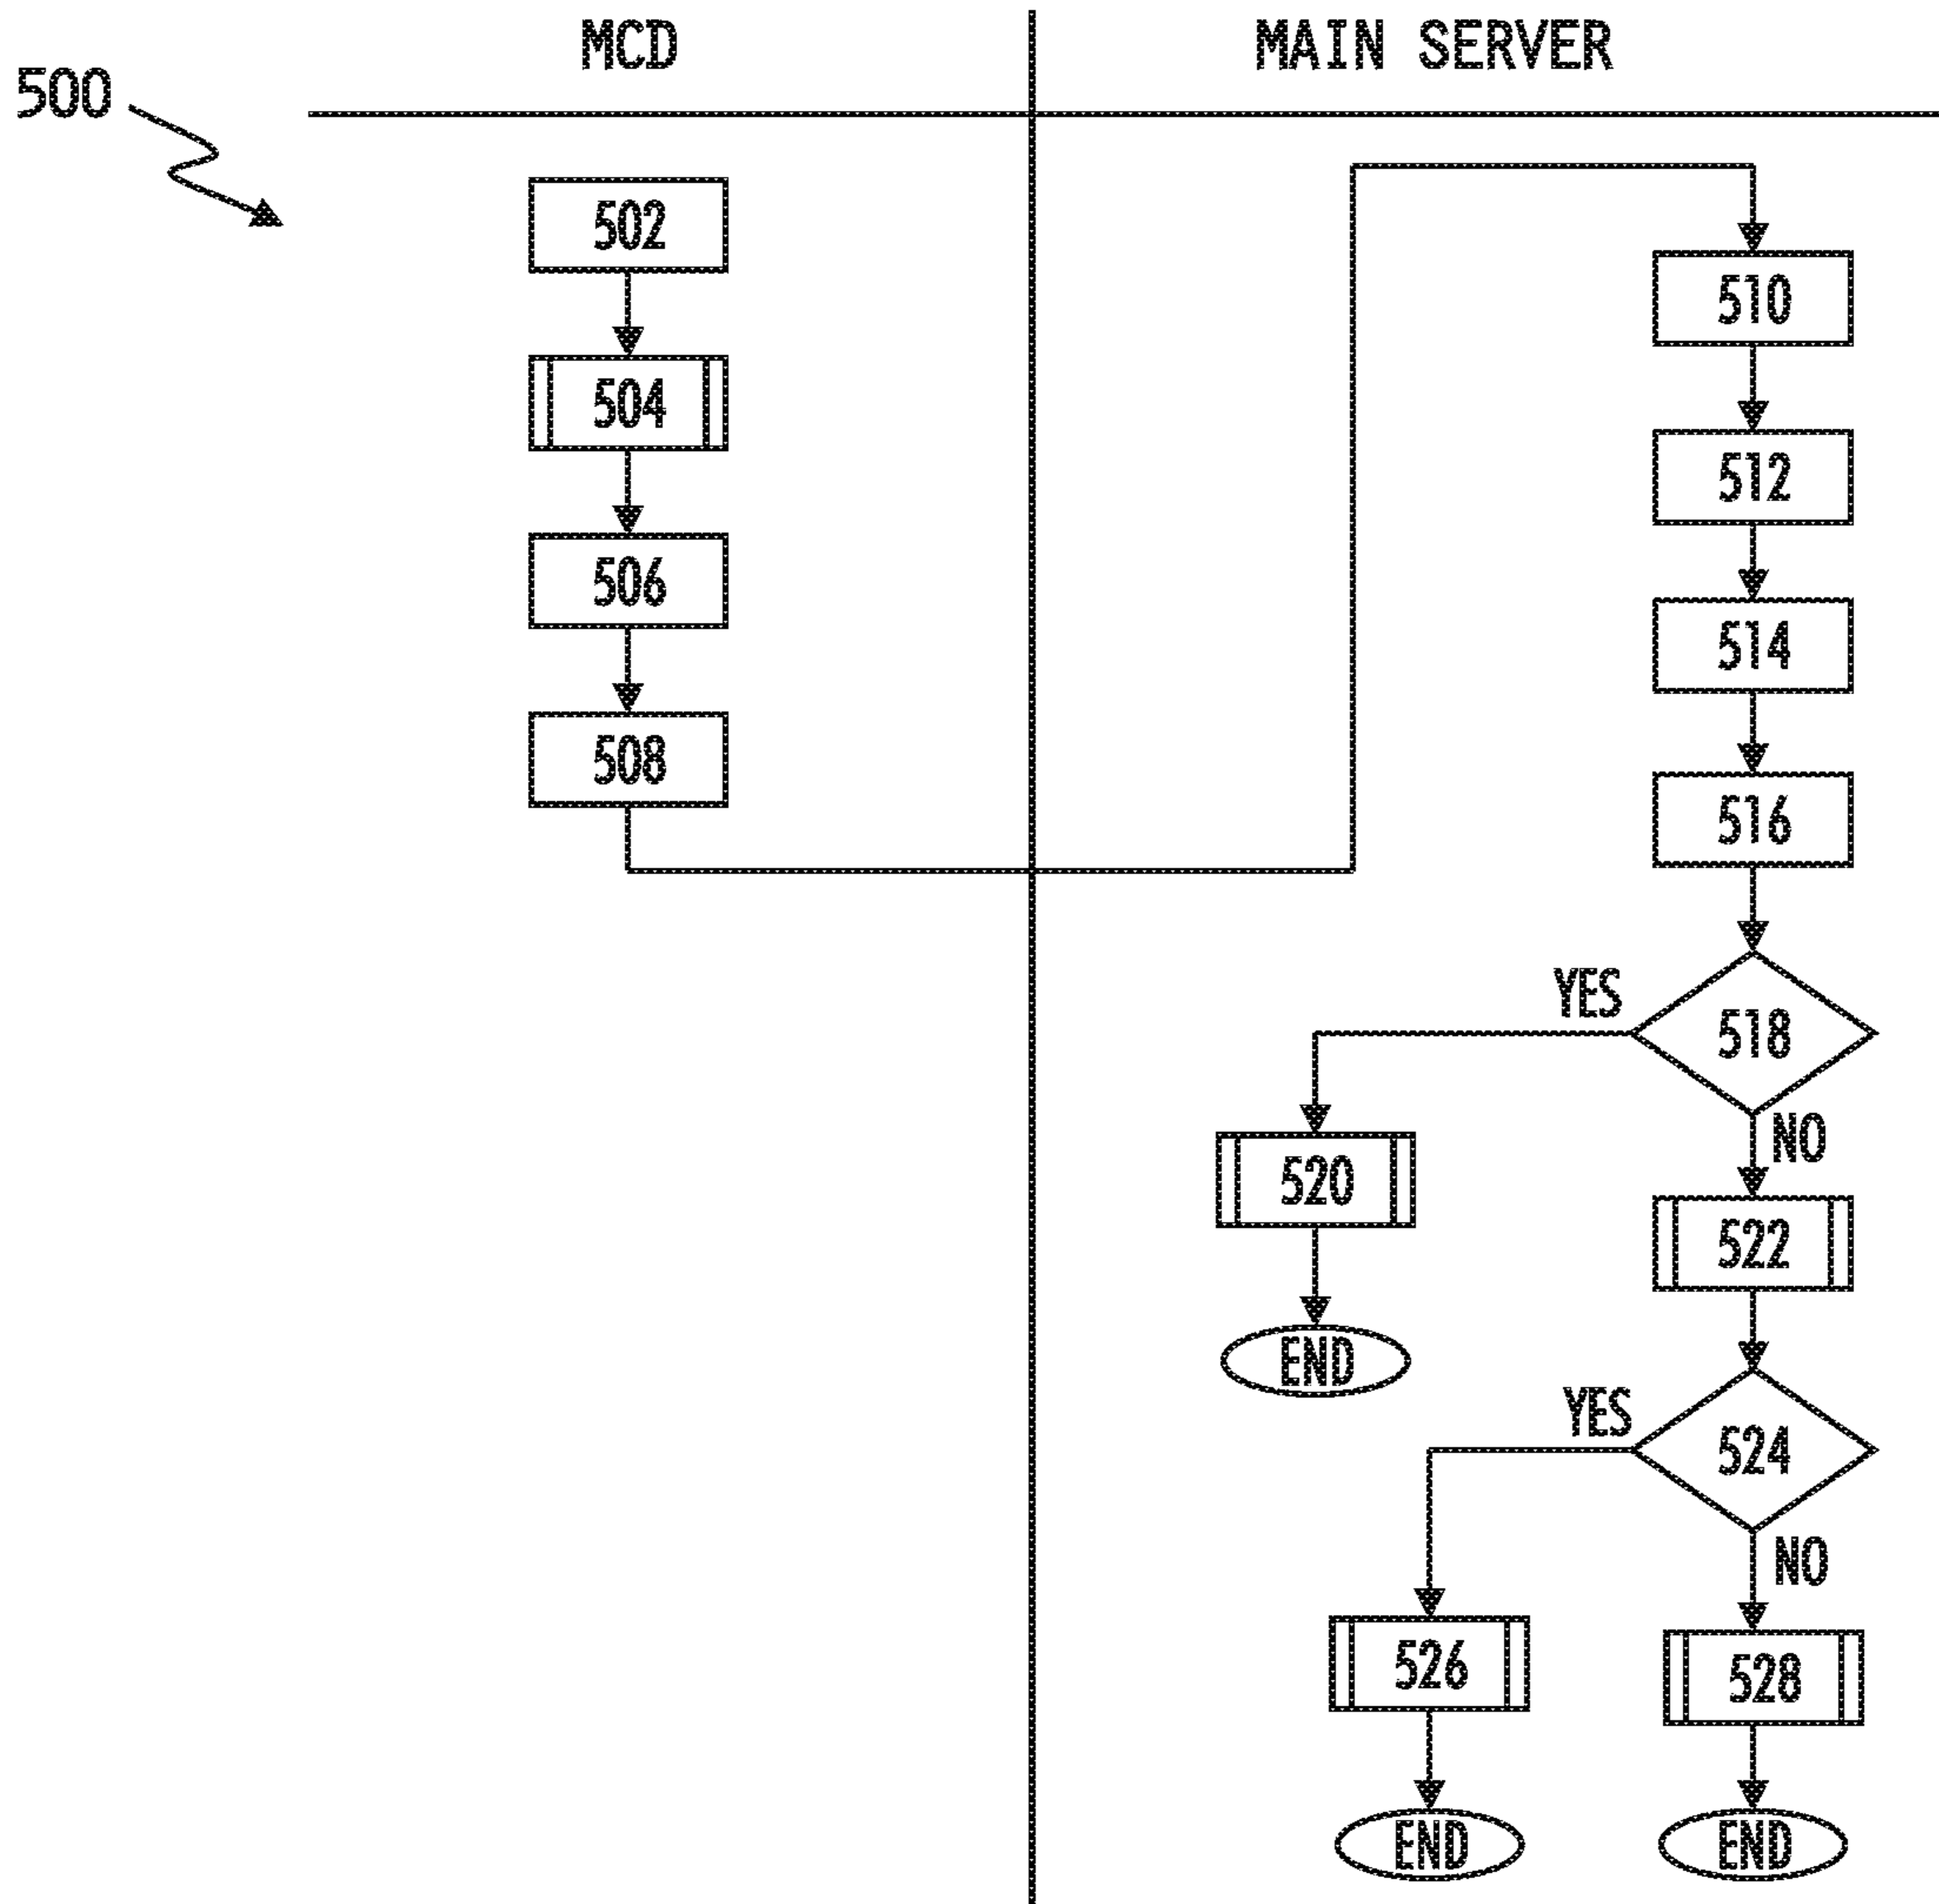 MCD
MAIN SERVER
500
502
504
506
508
510
512
514
516
518
YES
NO
520
END
522
524
YES
NO
526
END
528
END